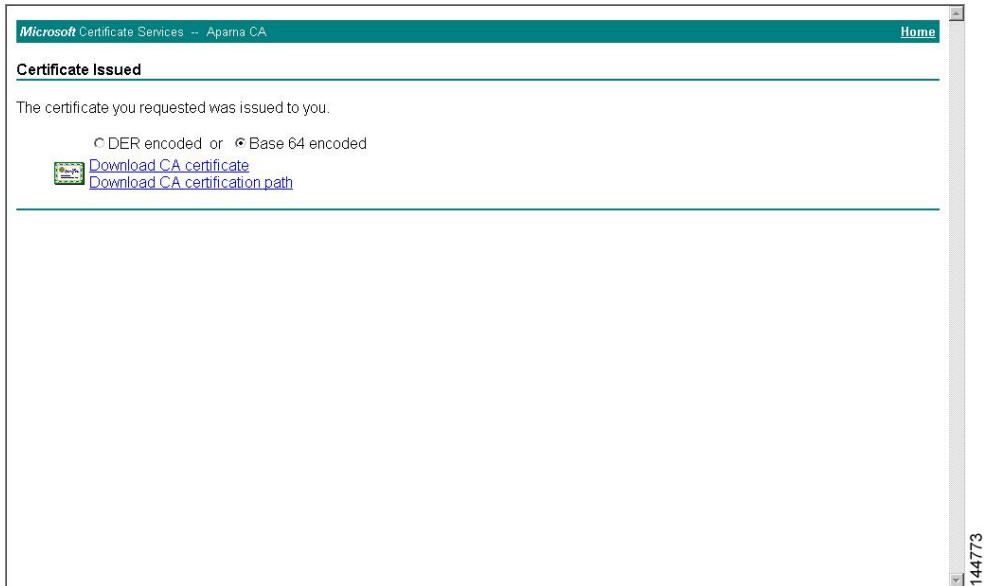 Microsoft Certificate Services -- Aparna CA Home
Certificate Issued
The certificate you requested was issued to you.
DER encoded or Base 64 encoded
Download CA certificate
Download CA certification path
144773